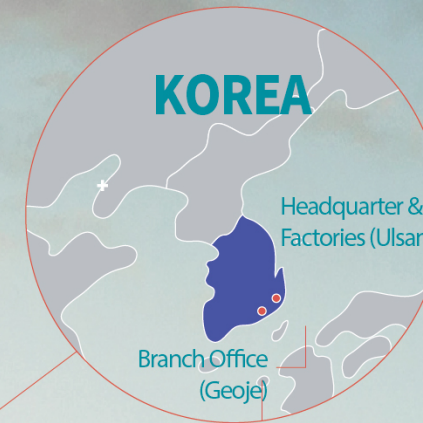 KOREA
Headquarter &
Factories (Ulsan
Branch Office
(Geoje)